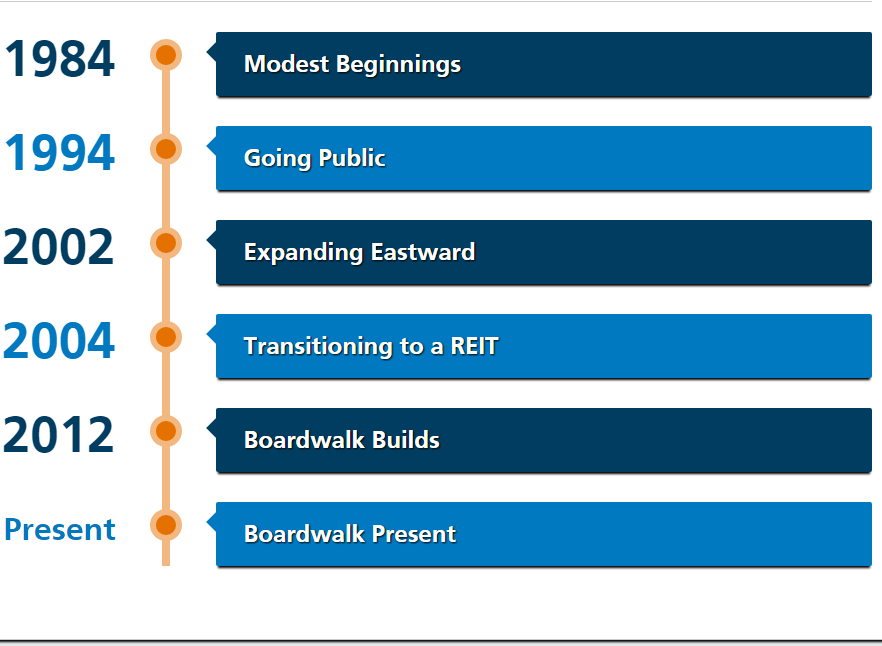 1984
Modest Beginnings
1994
Going Public
2002
Expanding Eastward
2004
Transitioning to a REIT
2012
Boardwalk Builds
Present
Boardwalk Present